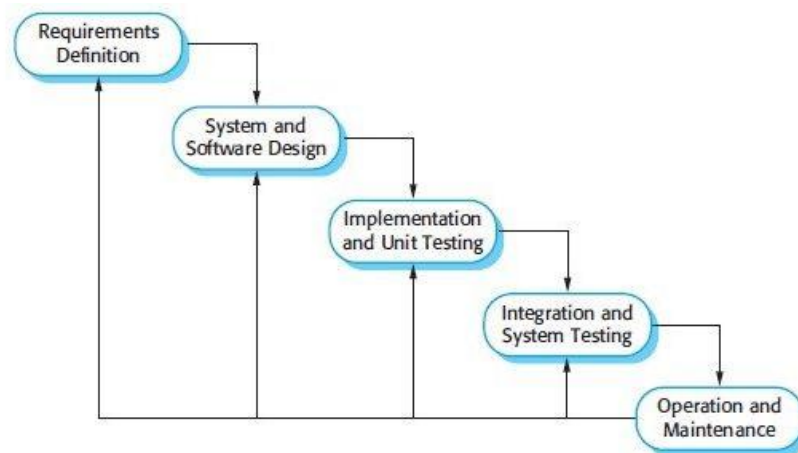 Requirements
Definition
System and
Software Design
Implementation
and Unit Testing
Integration and
System Testing
Operation and
Maintenance